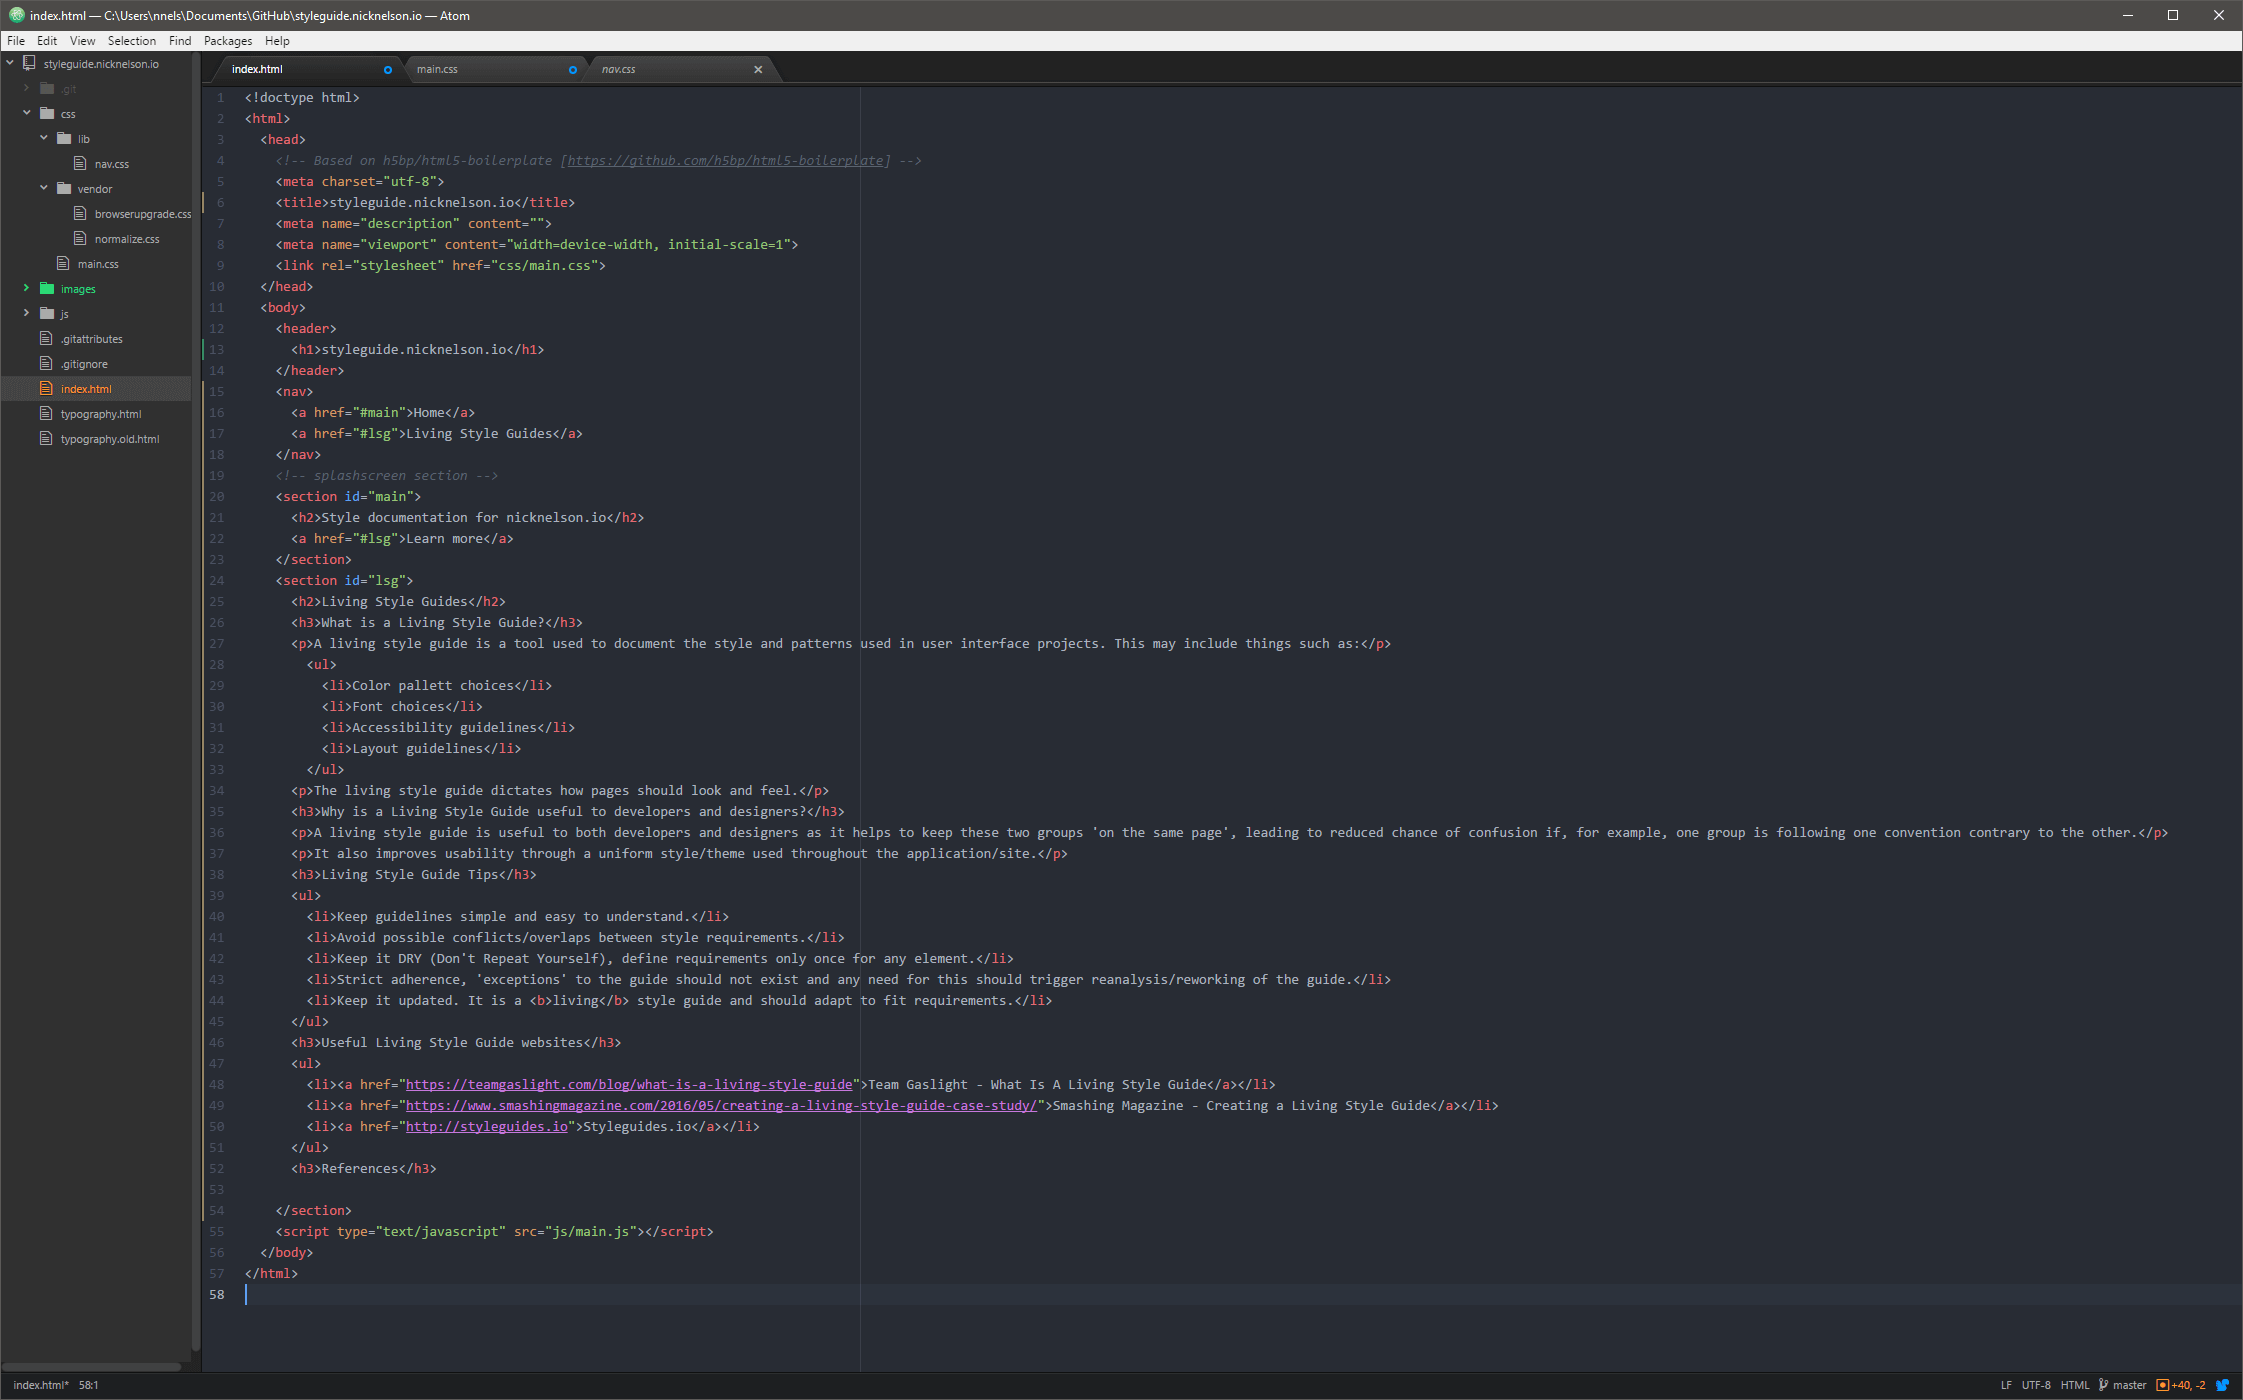 index.html — C:\Users\nnels\Documents\GitHub\styleguide.nicknelson.io — Atom
File Edit View Selection Find Packages Help
styleguide.nicknelson.io
.git
css
lib
nav.css
vendor
browserupgrade.css
normalize.css
main.css
images
js
.gitattributes
.gitignore
index.html
typography.html
typography.old.html
index.html main.css nav.css
1 <!doctype html>
2 <html>
3 <head>
4 <!-- Based on h5bp/html5-boilerplate [https://github.com/h5bp/html5-boilerplate] -->
5 <meta charset="utf-8">
6 <title>styleguide.nicknelson.io</title>
7 <meta name="description" content="">
8 <meta name="viewport" content="width=device-width, initial-scale=1">
9 <link rel="stylesheet" href="css/main.css">
10 </head>
11 <body>
12 <header>
13 <h1>styleguide.nicknelson.io</h1>
14 </header>
15 <nav>
16 <a href="#main">Home</a>
17 <a href="#lsg">Living Style Guides</a>
18 </nav>
19 <!-- splashscreen section -->
20 <section id="main">
21 <h2>Style documentation for nicknelson.io</h2>
22 <a href="#lsg">Learn more</a>
23 </section>
24 <section id="lsg">
25 <h2>Living Style Guides</h2>
26 <h3>What is a Living Style Guide?</h3>
27 <p>A living style guide is a tool used to document the style and patterns used in user interface projects. This may include things such as:</p>
28 <ul>
29 <li>Color pallett choices</li>
30 <li>Font choices</li>
31 <li>Accessibility guidelines</li>
32 <li>Layout guidelines</li>
33 </ul>
34 <p>The living style guide dictates how pages should look and feel.</p>
35 <h3>Why is a Living Style Guide useful to developers and designers?</h3>
36 <p>A living style guide is useful to both developers and designers as it helps to keep these two groups 'on the same page', leading to reduced chance of confusion if, for example, one group is following one convention contrary to the other.</p>
37 <p>It also improves usability through a uniform style/theme used throughout the application/site.</p>
38 <h3>Living Style Guide Tips</h3>
39 <ul>
40 <li>Keep guidelines simple and easy to understand.</li>
41 <li>Avoid possible conflicts/overlaps between style requirements.</li>
42 <li>Keep it DRY (Don't Repeat Yourself), define requirements only once for any element.</li>
43 <li>Strict adherence, 'exceptions' to the guide should not exist and any need for this should trigger reanalysis/reworking of the guide.</li>
44 <li>Keep it updated. It is a <b>living</b> style guide and should adapt to fit requirements.</li>
45 </ul>
46 <h3>Useful Living Style Guide websites</h3>
47 <ul>
48 <li><a href="https://teamgaslight.com/blog/what-is-a-living-style-guide">Team Gaslight - What Is A Living Style Guide</a></li>
49 <li><a href="https://www.smashingmagazine.com/2016/05/creating-a-living-style-guide-case-study/">Smashing Magazine - Creating a Living Style Guide</a></li>
50 <li><a href="http://styleguides.io">Styleguides.io</a></li>
51 </ul>
52 <h3>References</h3>
53
54 </section>
55 <script type="text/javascript" src="js/main.js"></script>
56 </body>
57 </html>
58
index.html* 58:1 LF UTF-8 HTML master +40, -2